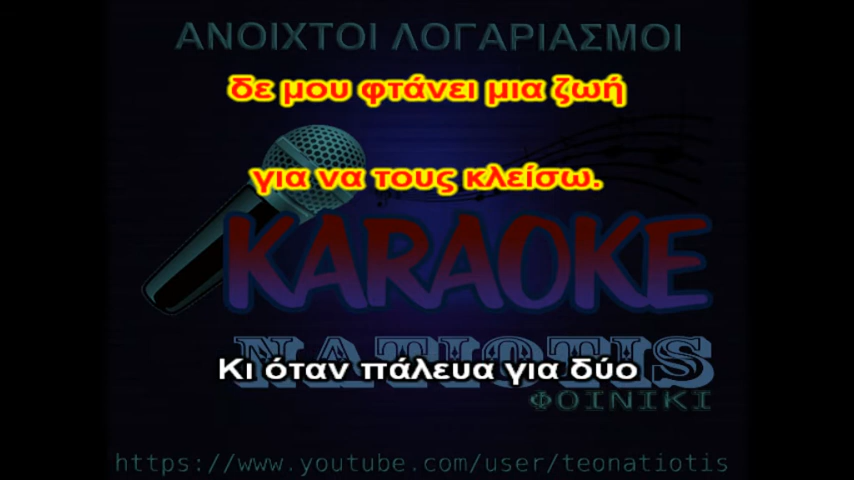 ΑΝΟΙΧΤΟΙ ΛΟΓΑΡΙΑΣΜΟΙ
δε μου φτάνει μια ζωή
για να τους κλείσω.
KARAOKE
NATIOTIS
Κι όταν πάλευα για δύο
ΦΟΙΝΙΚΙ
https://www.youtube.com/user/teonatiotis